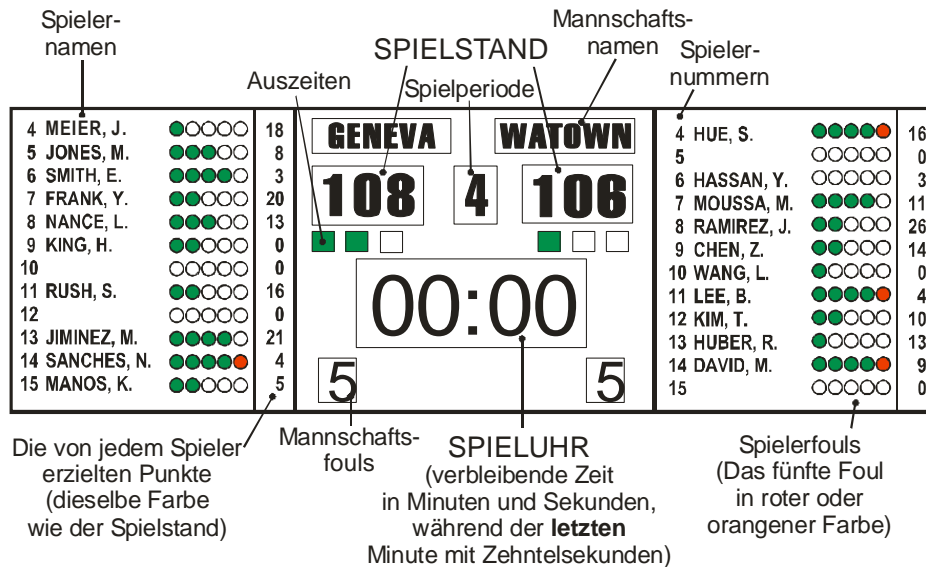 Spieler-
namen
Auszeiten
SPIELSTAND
Spielperiode
Mannschafts-
namen
Spieler-
nummern
4 MEIER, J. 18
5 JONES, M. 8
6 SMITH, E. 3
7 FRANK, Y. 20
8 NANCE, L. 13
9 KING, H. 0
10 0
11 RUSH, S. 16
12 0
13 JIMINEZ, M. 21
14 SANCHES, N. 4
15 MANOS, K. 5
GENEVA WATOWN
108 4 106
00:00
5 5
4 HUE, S. 16
5 0
6 HASSAN, Y. 3
7 MOUSSA, M. 11
8 RAMIREZ, J. 26
9 CHEN, Z. 14
10 WANG, L. 0
11 LEE, B. 4
12 KIM, T. 10
13 HUBER, R. 13
14 DAVID, M. 9
15 0
Die von jedem Spieler
erzielten Punkte
(dieselbe Farbe
wie der Spielstand)
Mannschafts-
fouls
SPIELUHR
(verbleibende Zeit
in Minuten und Sekunden,
während der letzten
Minute mit Zehntelsekunden)
Spielerfouls
(Das fünfte Foul
in roter oder
orangener Farbe)